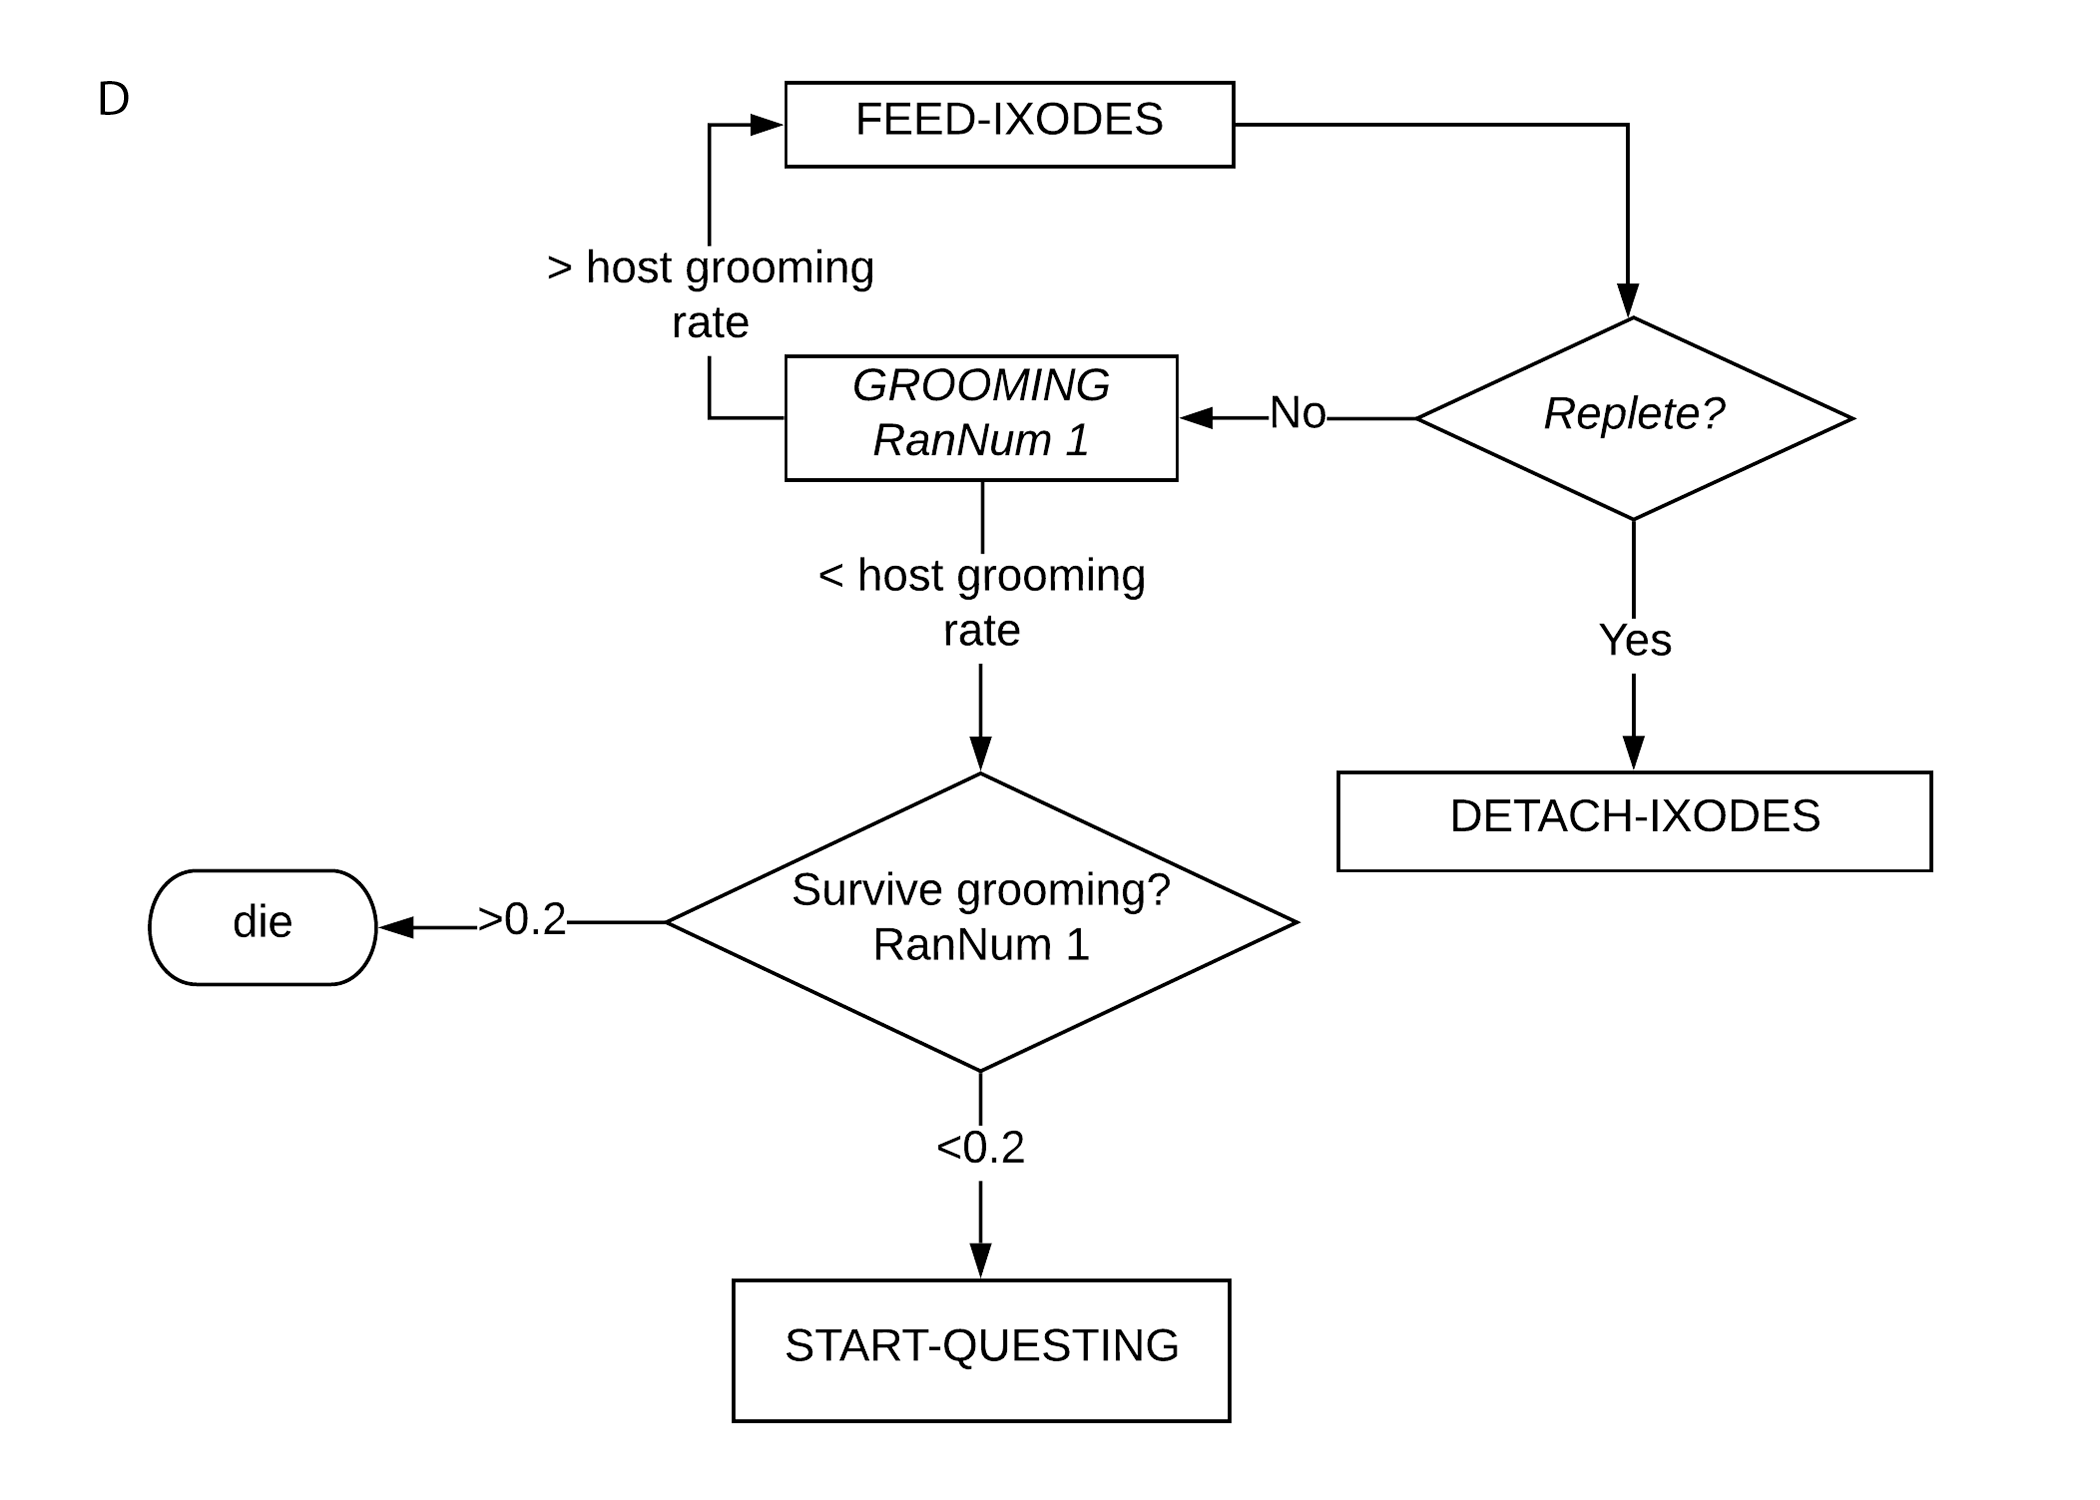 D
FEED-IXODES
> host grooming
rate
GROOMING
RanNum 1
No
Replete?
< host grooming
rate
Yes
DETACH-IXODES
Survive grooming?
RanNum 1
>0.2
die
<0.2
START-QUESTING